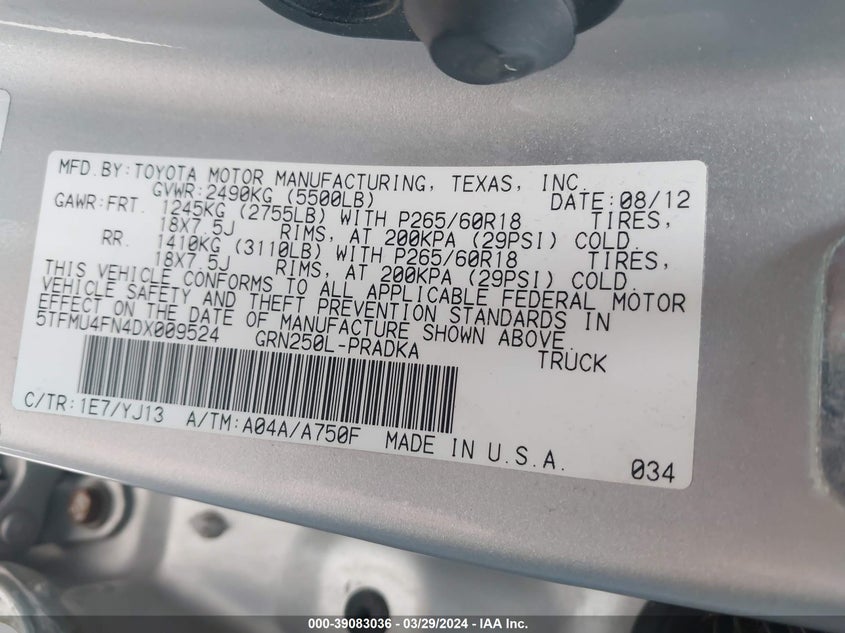 MFD.BY:TOYOTA MOTOR MANUFACTURING, TEXAS, INC.
GVWR:2490KG (5500LB) DATE:08/12
GAWR:FRT. 1245KG (2755LB) WITH P265/60R18 TIRES,
18X7.5J RIMS, AT 200KPA (29PSI) COLD.
RR. 1410KG (3110LB) WITH P265/60R18 TIRES,
18X7.5J RIMS, AT 200KPA (29PSI) COLD.
THIS VEHICLE CONFORMS TO ALL APPLICABLE FEDERAL MOTOR
VEHICLE SAFETY AND THEFT PREVENTION STANDARDS IN
EFFECT ON THE DATE OF MANUFACTURE SHOWN ABOVE.
5TFMU4FN4DX009524 GRN250L-PRADKA TRUCK
C/TR:1E7/YJ13 A/TM:A04A/A750F MADE IN U.S.A.
034
000-39083036 - 03/29/2024 - IAA Inc.